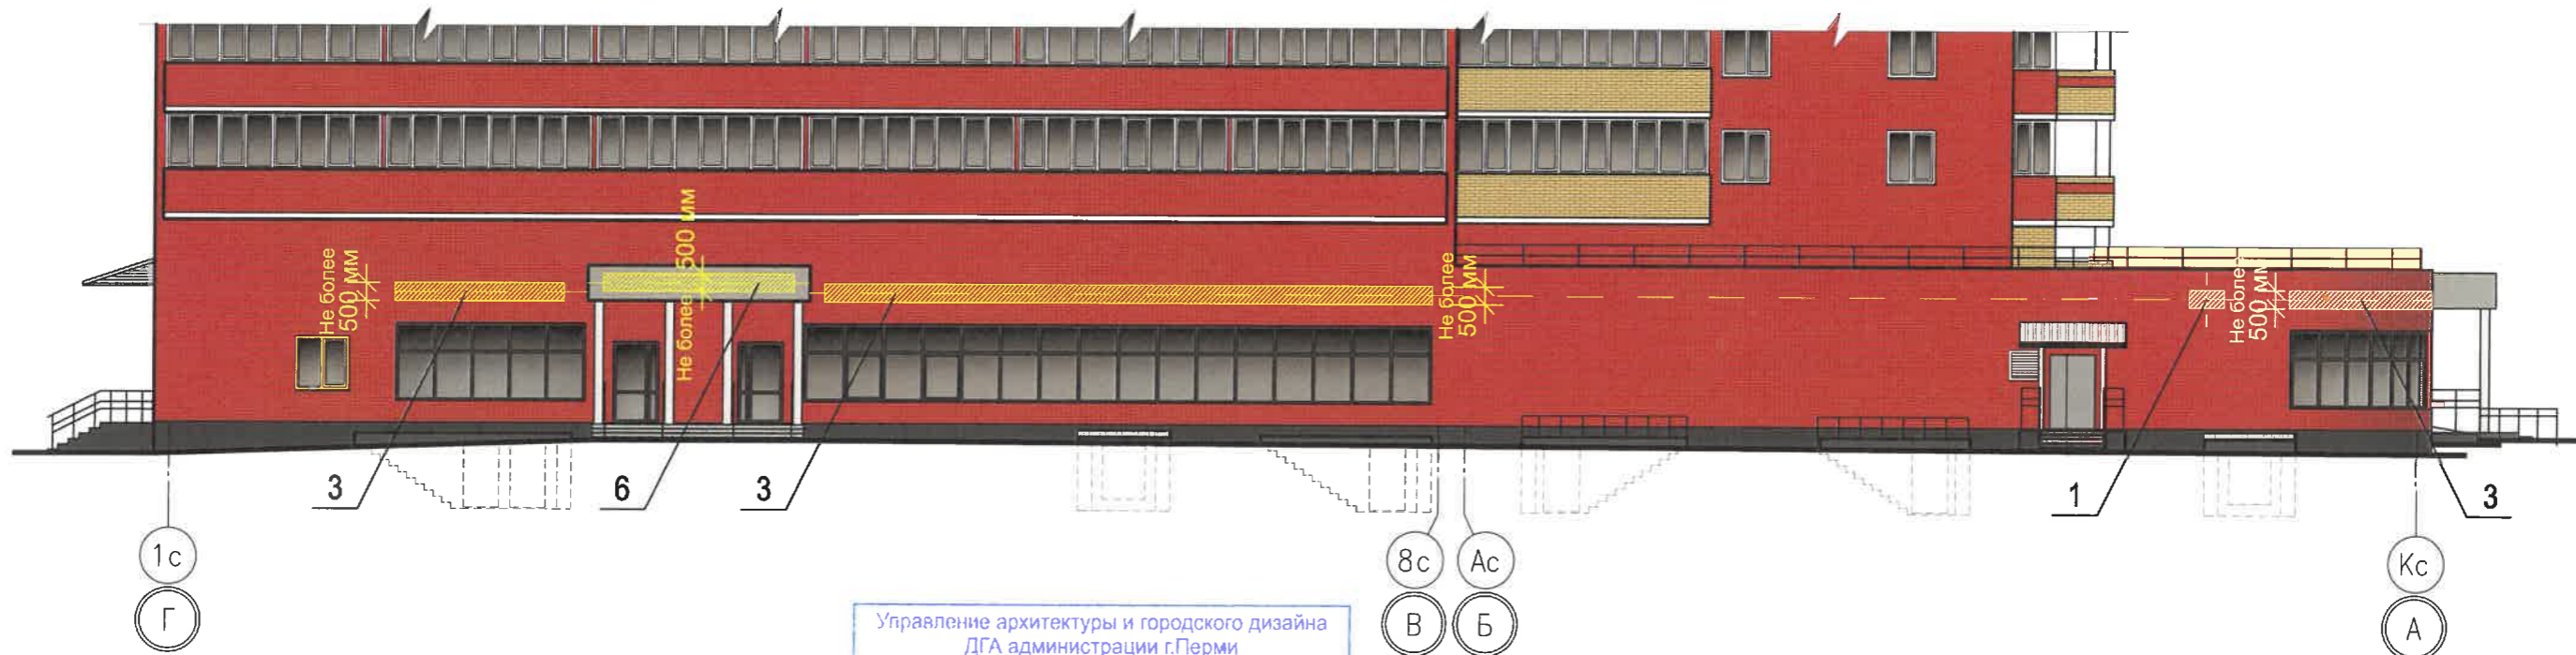 Не более
500 мм
Не более 500 мм
Не более
500 мм
Не более
500 мм
3
6
3
1
3
1с
8с
Ас
Кс
Г
В
Б
А
Управление архитектуры и городского дизайна
ДГА администрации г.Перми